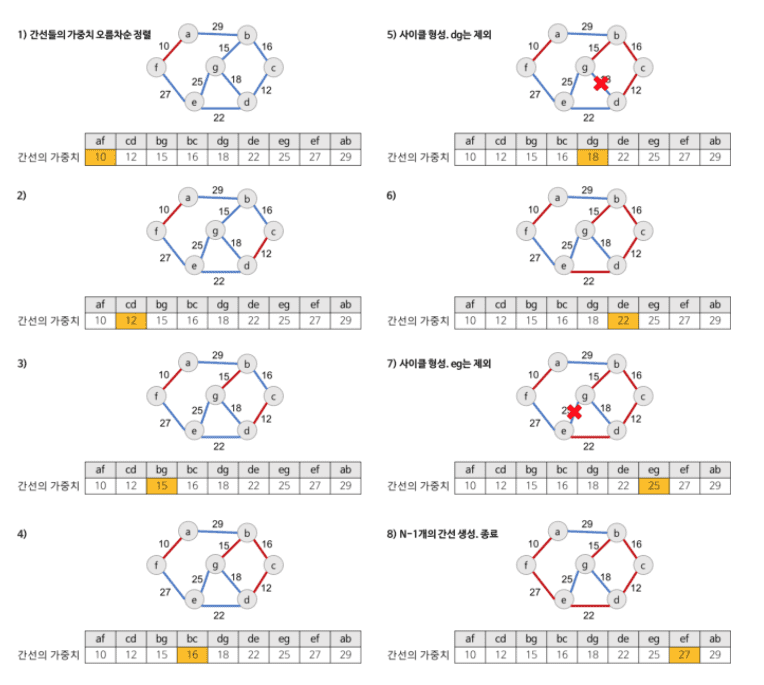 1) 간선들의 가중치 오름차순 정렬
a 29 b
10 15 16
f g c
27 25 18 12
e d
22
af cd bg bc dg de eg ef ab
간선의 가중치 10 12 15 16 18 22 25 27 29
2)
a 29 b
10 15 16
f g c
27 25 18 12
e d
22
af cd bg bc dg de eg ef ab
간선의 가중치 10 12 15 16 18 22 25 27 29
3)
a 29 b
10 15 16
f g c
27 25 18 12
e d
22
af cd bg bc dg de eg ef ab
간선의 가중치 10 12 15 16 18 22 25 27 29
4)
a 29 b
10 15 16
f g c
27 25 18 12
e d
22
af cd bg bc dg de eg ef ab
간선의 가중치 10 12 15 16 18 22 25 27 29
5) 사이클 형성. dg는 제외
a 29 b
10 15 16
f g c
27 25 12
e d
22
af cd bg bc dg de eg ef ab
간선의 가중치 10 12 15 16 18 22 25 27 29
6)
a 29 b
10 15 16
f g c
27 25 18 12
e d
22
af cd bg bc dg de eg ef ab
간선의 가중치 10 12 15 16 18 22 25 27 29
7) 사이클 형성. eg는 제외
a 29 b
10 15 16
f g c
27 18 12
e d
22
af cd bg bc dg de eg ef ab
간선의 가중치 10 12 15 16 18 22 25 27 29
8) N-1개의 간선 생성. 종료
a 29 b
10 15 16
f g c
27 25 18 12
e d
22
af cd bg bc dg de eg ef ab
간선의 가중치 10 12 15 16 18 22 25 27 29